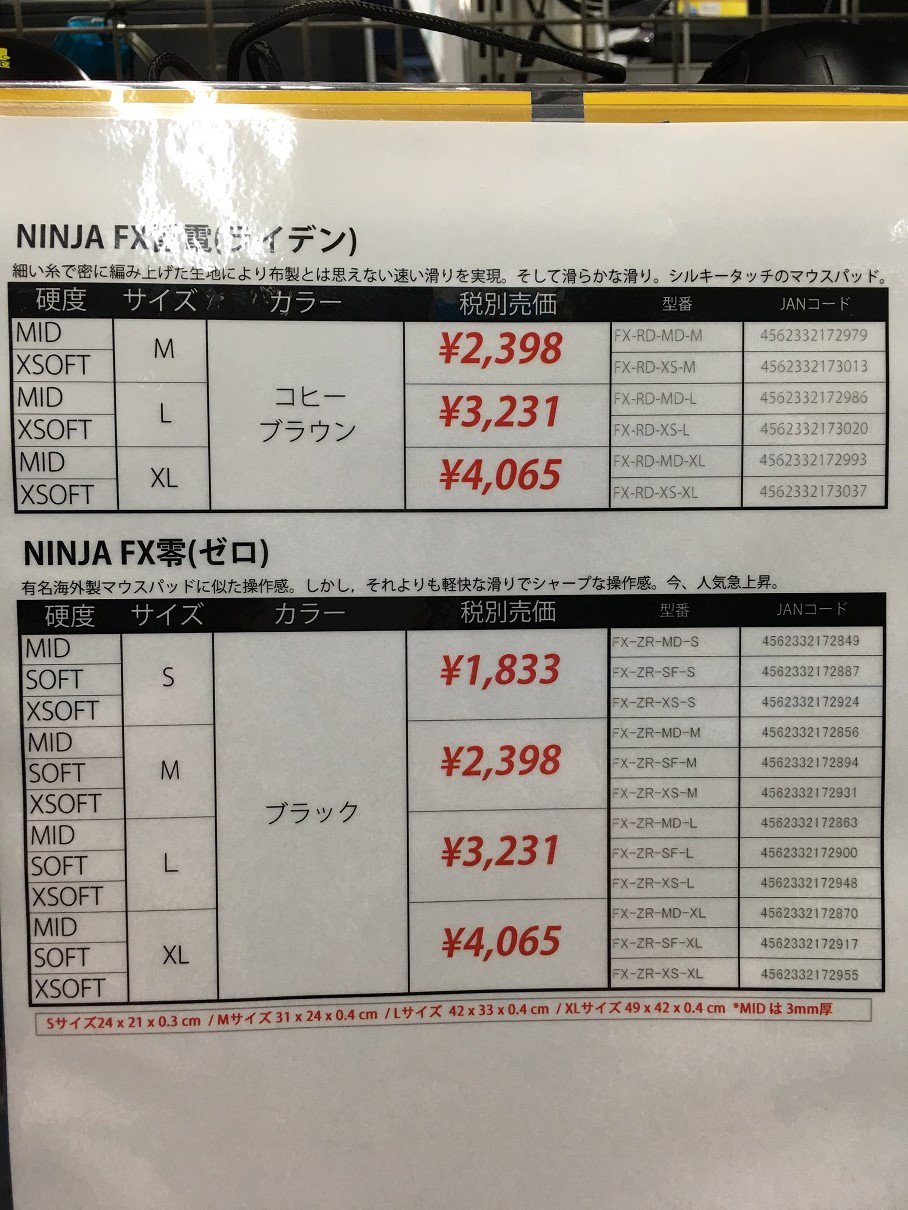 NINJA FX雷電(ライデン)
細い糸で密に編み上げた生地により布製とは思えない速い滑りを実現。そして滑らかな滑り。シルキータッチのマウスパッド。
硬度 サイズ カラー 税別売価 型番 JANコード
MID M コヒーブラウン ¥2,398 FX-RD-MD-M 4562332172979
XSOFT FX-RD-XS-M 4562332173013
MID L ¥3,231 FX-RD-MD-L 4562332172986
XSOFT FX-RD-XS-L 4562332173020
MID XL ¥4,065 FX-RD-MD-XL 4562332172993
XSOFT FX-RD-XS-XL 4562332173037
NINJA FX零(ゼロ)
有名海外製マウスパッドに似た操作感。しかし，それよりも軽快な滑りでシャープな操作感。今、人気急上昇。
硬度 サイズ カラー 税別売価 型番 JANコード
MID S ブラック ¥1,833 FX-ZR-MD-S 4562332172849
SOFT FX-ZR-SF-S 4562332172887
XSOFT FX-ZR-XS-S 4562332172924
MID M ¥2,398 FX-ZR-MD-M 4562332172856
SOFT FX-ZR-SF-M 4562332172894
XSOFT FX-ZR-XS-M 4562332172931
MID L ¥3,231 FX-ZR-MD-L 4562332172863
SOFT FX-ZR-SF-L 4562332172900
XSOFT FX-ZR-XS-L 4562332172948
MID XL ¥4,065 FX-ZR-MD-XL 4562332172870
SOFT FX-ZR-SF-XL 4562332172917
XSOFT FX-ZR-XS-XL 4562332172955
Sサイズ24 x 21 x 0.3 cm / Mサイズ 31 x 24 x 0.4 cm / Lサイズ 42 x 33 x 0.4 cm / XLサイズ 49 x 42 x 0.4 cm *MID は 3mm厚